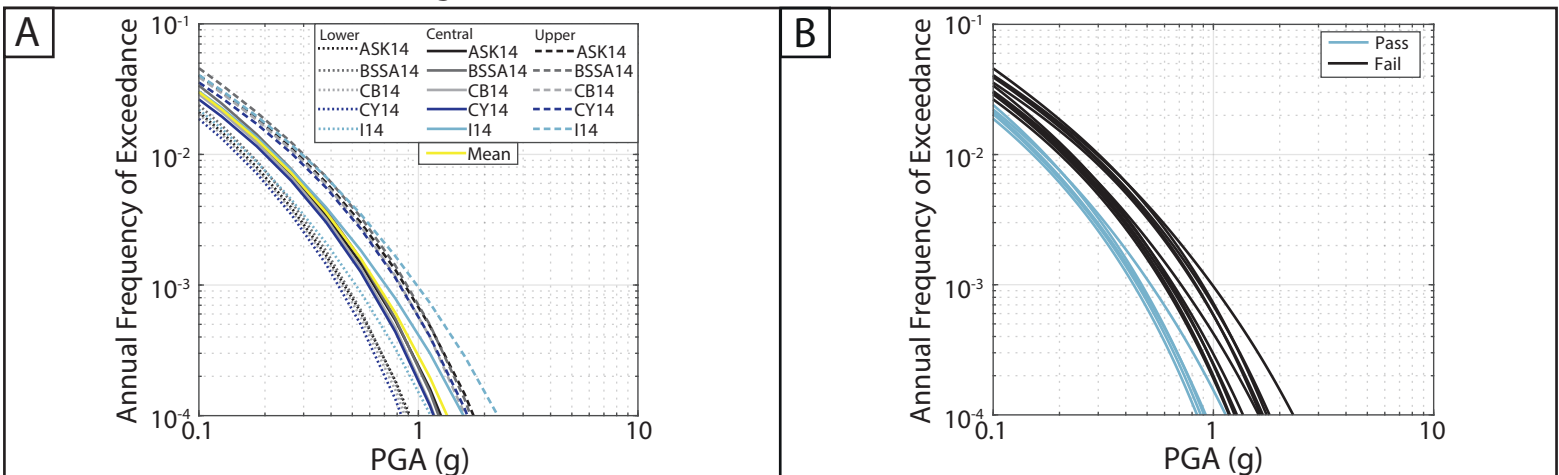 A
Annual Frequency of Exceedance
10-1
10-2
10-3
10-4
0.1
1
10
PGA (g)
Lower Central Upper
ASK14 ASK14 ASK14
BSSA14 BSSA14 BSSA14
CB14 CB14 CB14
CY14 CY14 CY14
I14 I14 I14
Mean
B
Annual Frequency of Exceedance
10-1
10-2
10-3
10-4
0.1
1
10
PGA (g)
Pass
Fail